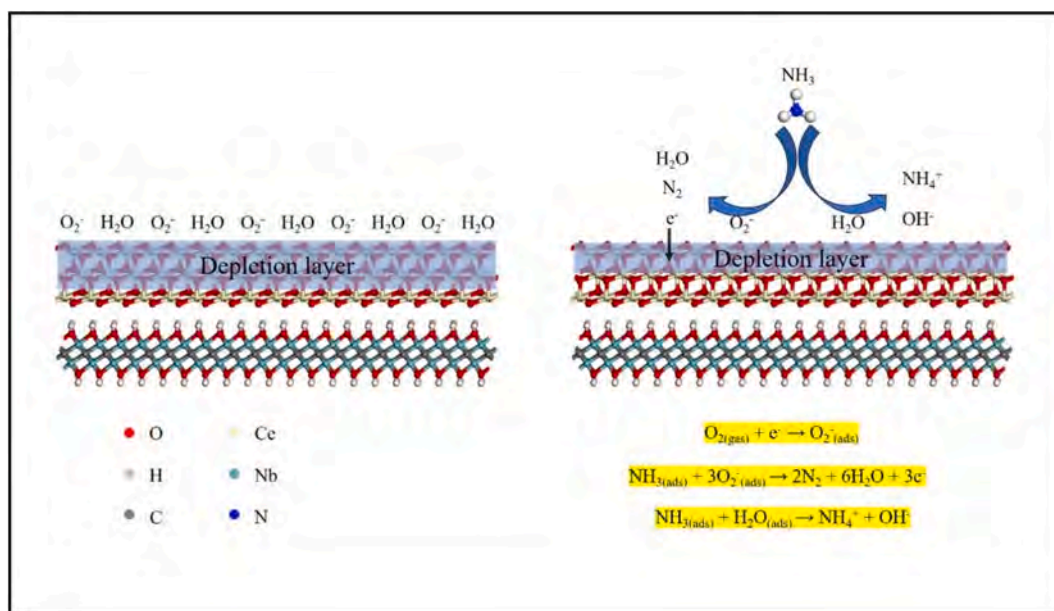 NH₃
H₂O
N₂
e⁻
NH₄⁺
OH⁻
O₂⁻ H₂O O₂⁻ H₂O O₂⁻ H₂O O₂⁻ H₂O O₂⁻ H₂O
O₂⁻ H₂O
Depletion layer
Depletion layer
O Ce
H Nb
C N
O₂₍gas₎ + e⁻ → O₂⁻₍ads₎
NH₃₍ads₎ + 3O₂⁻₍ads₎ → 2N₂ + 6H₂O + 3e⁻
NH₃₍ads₎ + H₂O₍ads₎ → NH₄⁺ + OH⁻